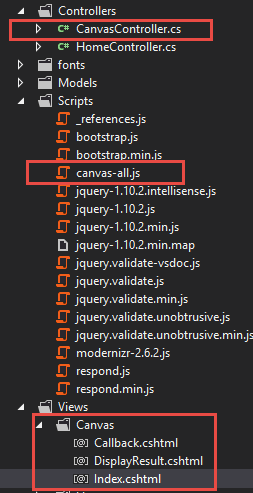 Controllers
C# CanvasController.cs
C# HomeController.cs
fonts
Models
Scripts
_references.js
bootstrap.js
bootstrap.min.js
canvas-all.js
jquery-1.10.2.intellisense.js
jquery-1.10.2.js
jquery-1.10.2.min.js
jquery-1.10.2.min.map
jquery.validate-vsdoc.js
jquery.validate.js
jquery.validate.min.js
jquery.validate.unobtrusive.js
jquery.validate.unobtrusive.min.js
modernizr-2.6.2.js
respond.js
respond.min.js
Views
Canvas
[@] Callback.cshtml
[@] DisplayResult.cshtml
[@] Index.cshtml